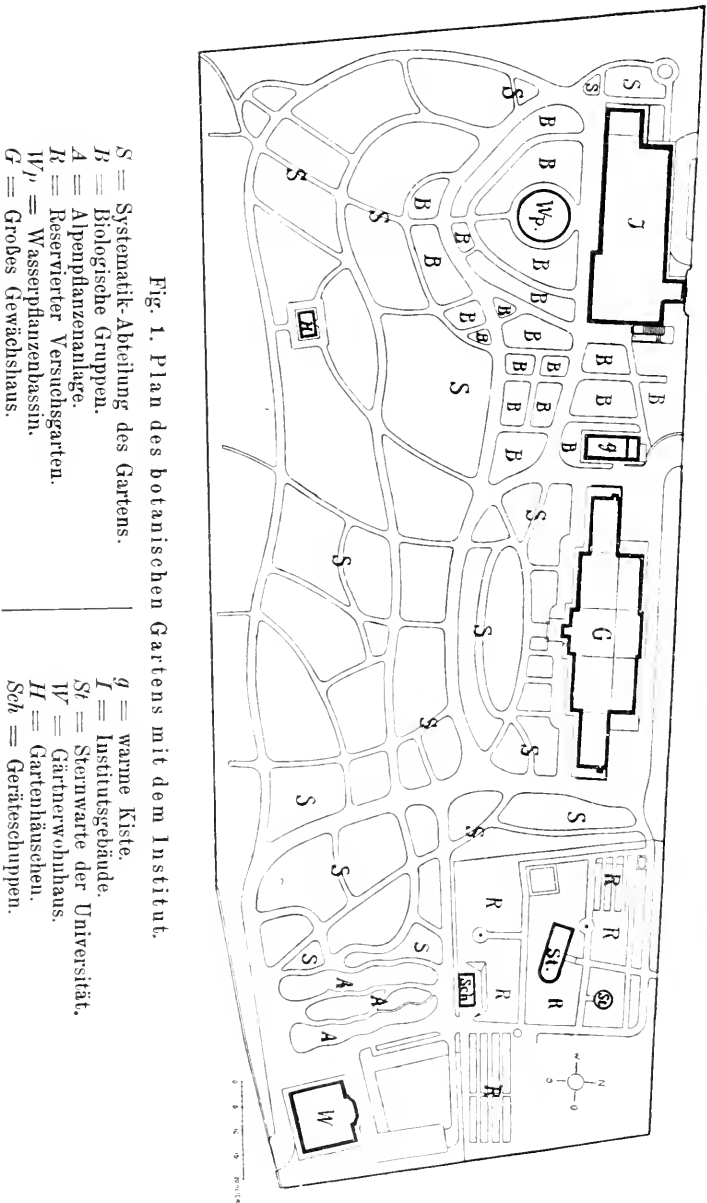 S S S B B J
B B Wp. B B
S S B B B B B B B
H S B B B B B B B B
B B g
S S G S S
S S S S S
R R St. St R R Sch R
S S A A A
W
N O S W
Fig. 1. Plan des botanischen Gartens mit dem Institut.
S = Systematik-Abteilung des Gartens.
B = Biologische Gruppen.
A = Alpenpflanzenanlage.
R = Reservierter Versuchsgarten.
Wp = Wasserpflanzenbassin.
G = Großes Gewächshaus.
g = warme Kiste.
I = Institutsgebäude.
St = Sternwarte der Universität.
W = Gärtnerwohnhaus.
H = Gartenhäuschen.
Sch = Geräteschuppen.